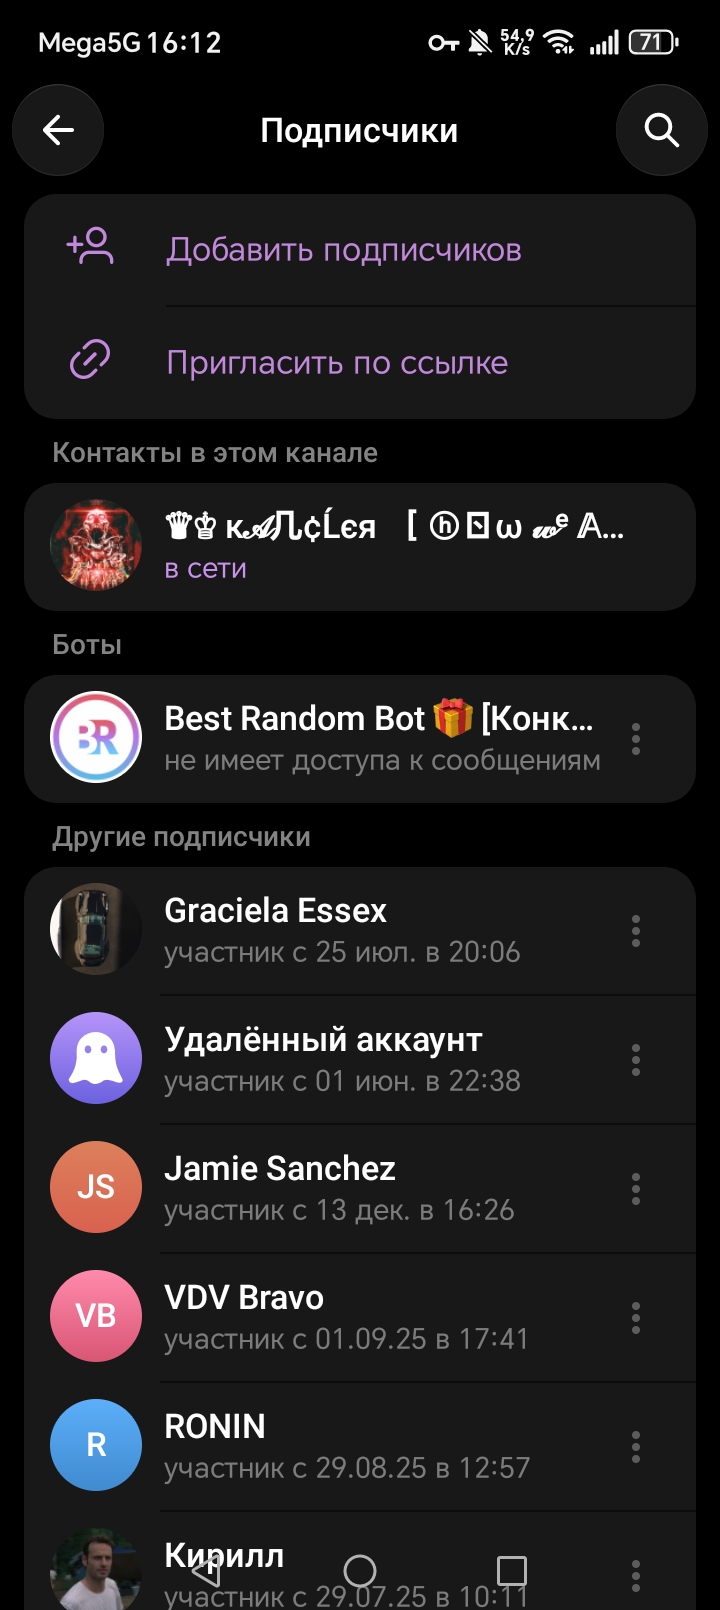 Mega5G 16:12
54,9 K/s
71
Подписчики
Добавить подписчиков
Пригласить по ссылке
Контакты в этом канале
в сети
Боты
BR
Best Random Bot 🎁 [Конк...
не имеет доступа к сообщениям
Другие подписчики
Graciela Essex
участник с 25 июл. в 20:06
Удалённый аккаунт
участник с 01 июн. в 22:38
JS
Jamie Sanchez
участник с 13 дек. в 16:26
VB
VDV Bravo
участник с 01.09.25 в 17:41
R
RONIN
участник с 29.08.25 в 12:57
Кирилл
участник с 29.07.25 в 10:11